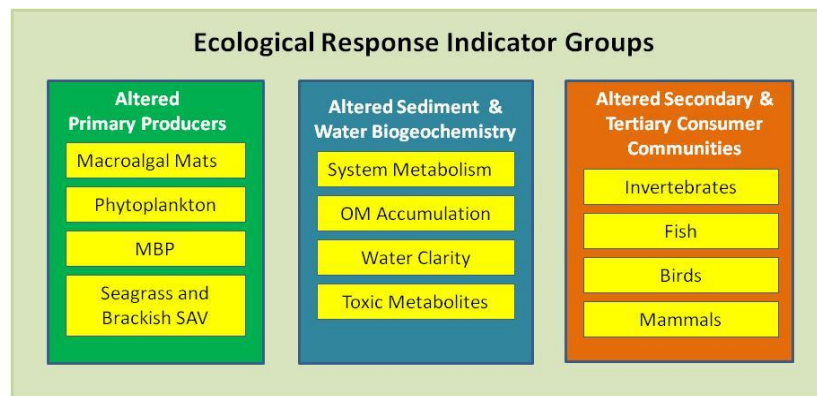 Ecological Response Indicator Groups
Altered
Primary Producers
Macroalgal Mats
Phytoplankton
MBP
Seagrass and
Brackish SAV
Altered Sediment &
Water Biogeochemistry
System Metabolism
OM Accumulation
Water Clarity
Toxic Metabolites
Altered Secondary &
Tertiary Consumer
Communities
Invertebrates
Fish
Birds
Mammals